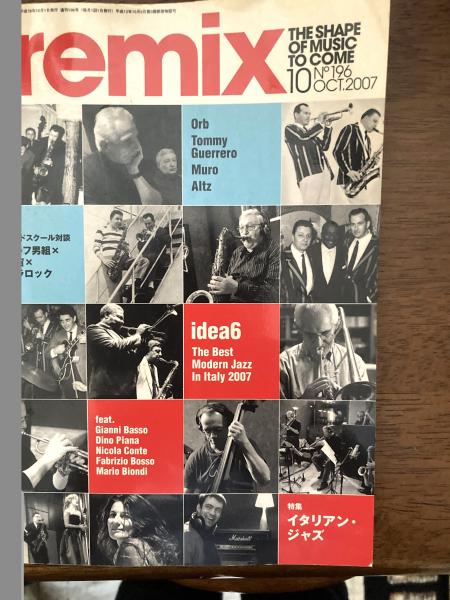 remix
THE SHAPE
OF MUSIC
TO COME
10 Nº196
OCT.2007
Orb
Tommy
Guerrero
Muro
Altz
ドスクール対談
フ男組×
×
ラロック
idea6
The Best
Modern Jazz
in Italy 2007
feat.
Gianni Basso
Dino Piana
Nicola Conte
Fabrizio Bosso
Mario Biondi
Marshall
特集
イタリアン・
ジャズ